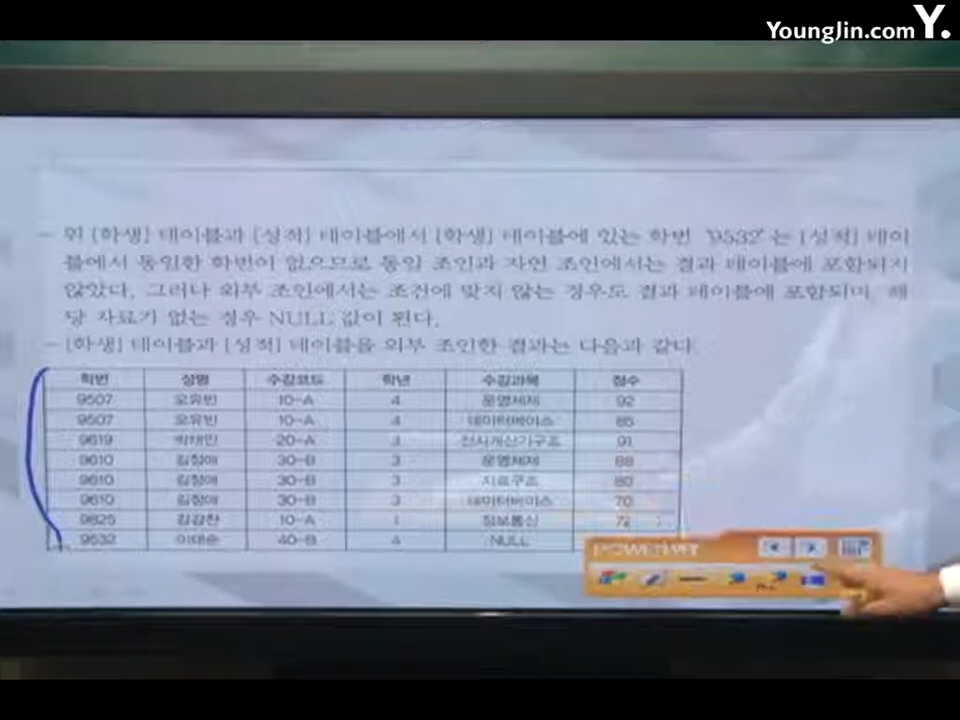 YoungJin.com Y.
- 위 [학생] 테이블과 [성적] 테이블에서 [학생] 테이블에 있는 학번 '9532'는 [성적] 테이
블에서 동일한 학번이 없으므로 동일 조인과 자연 조인에서는 결과 테이블에 포함되지
않았다. 그러나 외부 조인에서는 조건에 맞지 않는 경우도 결과 테이블에 포함되며, 해
당 자료가 없는 경우 NULL 값이 된다.
- [학생] 테이블과 [성적] 테이블을 외부 조인한 결과는 다음과 같다.
학번 성명 수강코드 학년 수강과목 점수
9507 오유빈 10-A 4 운영체제 92
9507 오유빈 10-A 4 데이터베이스 85
9619 20-A 3 전자계산기구조 91
9610 김정애 30-B 3 운영체제 88
9610 김정애 30-B 3 자료구조 80
9610 김정애 30-B 3 데이터베이스 70
9825 강감찬 10-A 1 정보통신 72
9532 이태순 40-B 4 NULL